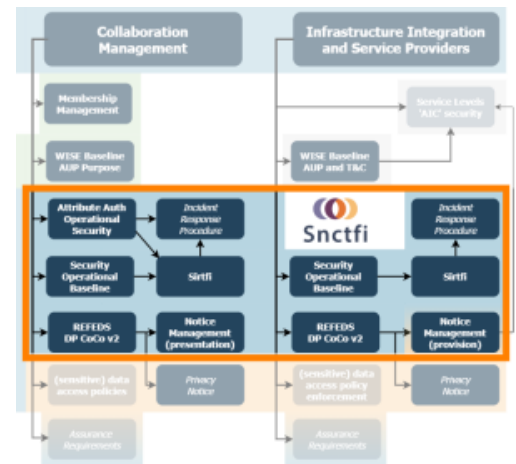 Collaboration
Management
Infrastructure Integration
and Service Providers
Membership
Management
Service Levels
'AIC' security
WISE Baseline
AUP Purpose
WISE Baseline
AUP and T&C
Attribute Auth
Operational
Security
Incident
Response
Procedure
Snctfi
Incident
Response
Procedure
Security
Operational
Baseline
Sirtfi
Security
Operational
Baseline
Sirtfi
REFEDS
DP CoCo v2
Notice
Management
(presentation)
REFEDS
DP CoCo v2
Notice
Management
(provision)
(sensitive) data
access policies
Privacy
Notice
(sensitive) data
access policy
enforcement
Privacy
Notice
Assurance
Requirements
Assurance
Requirements